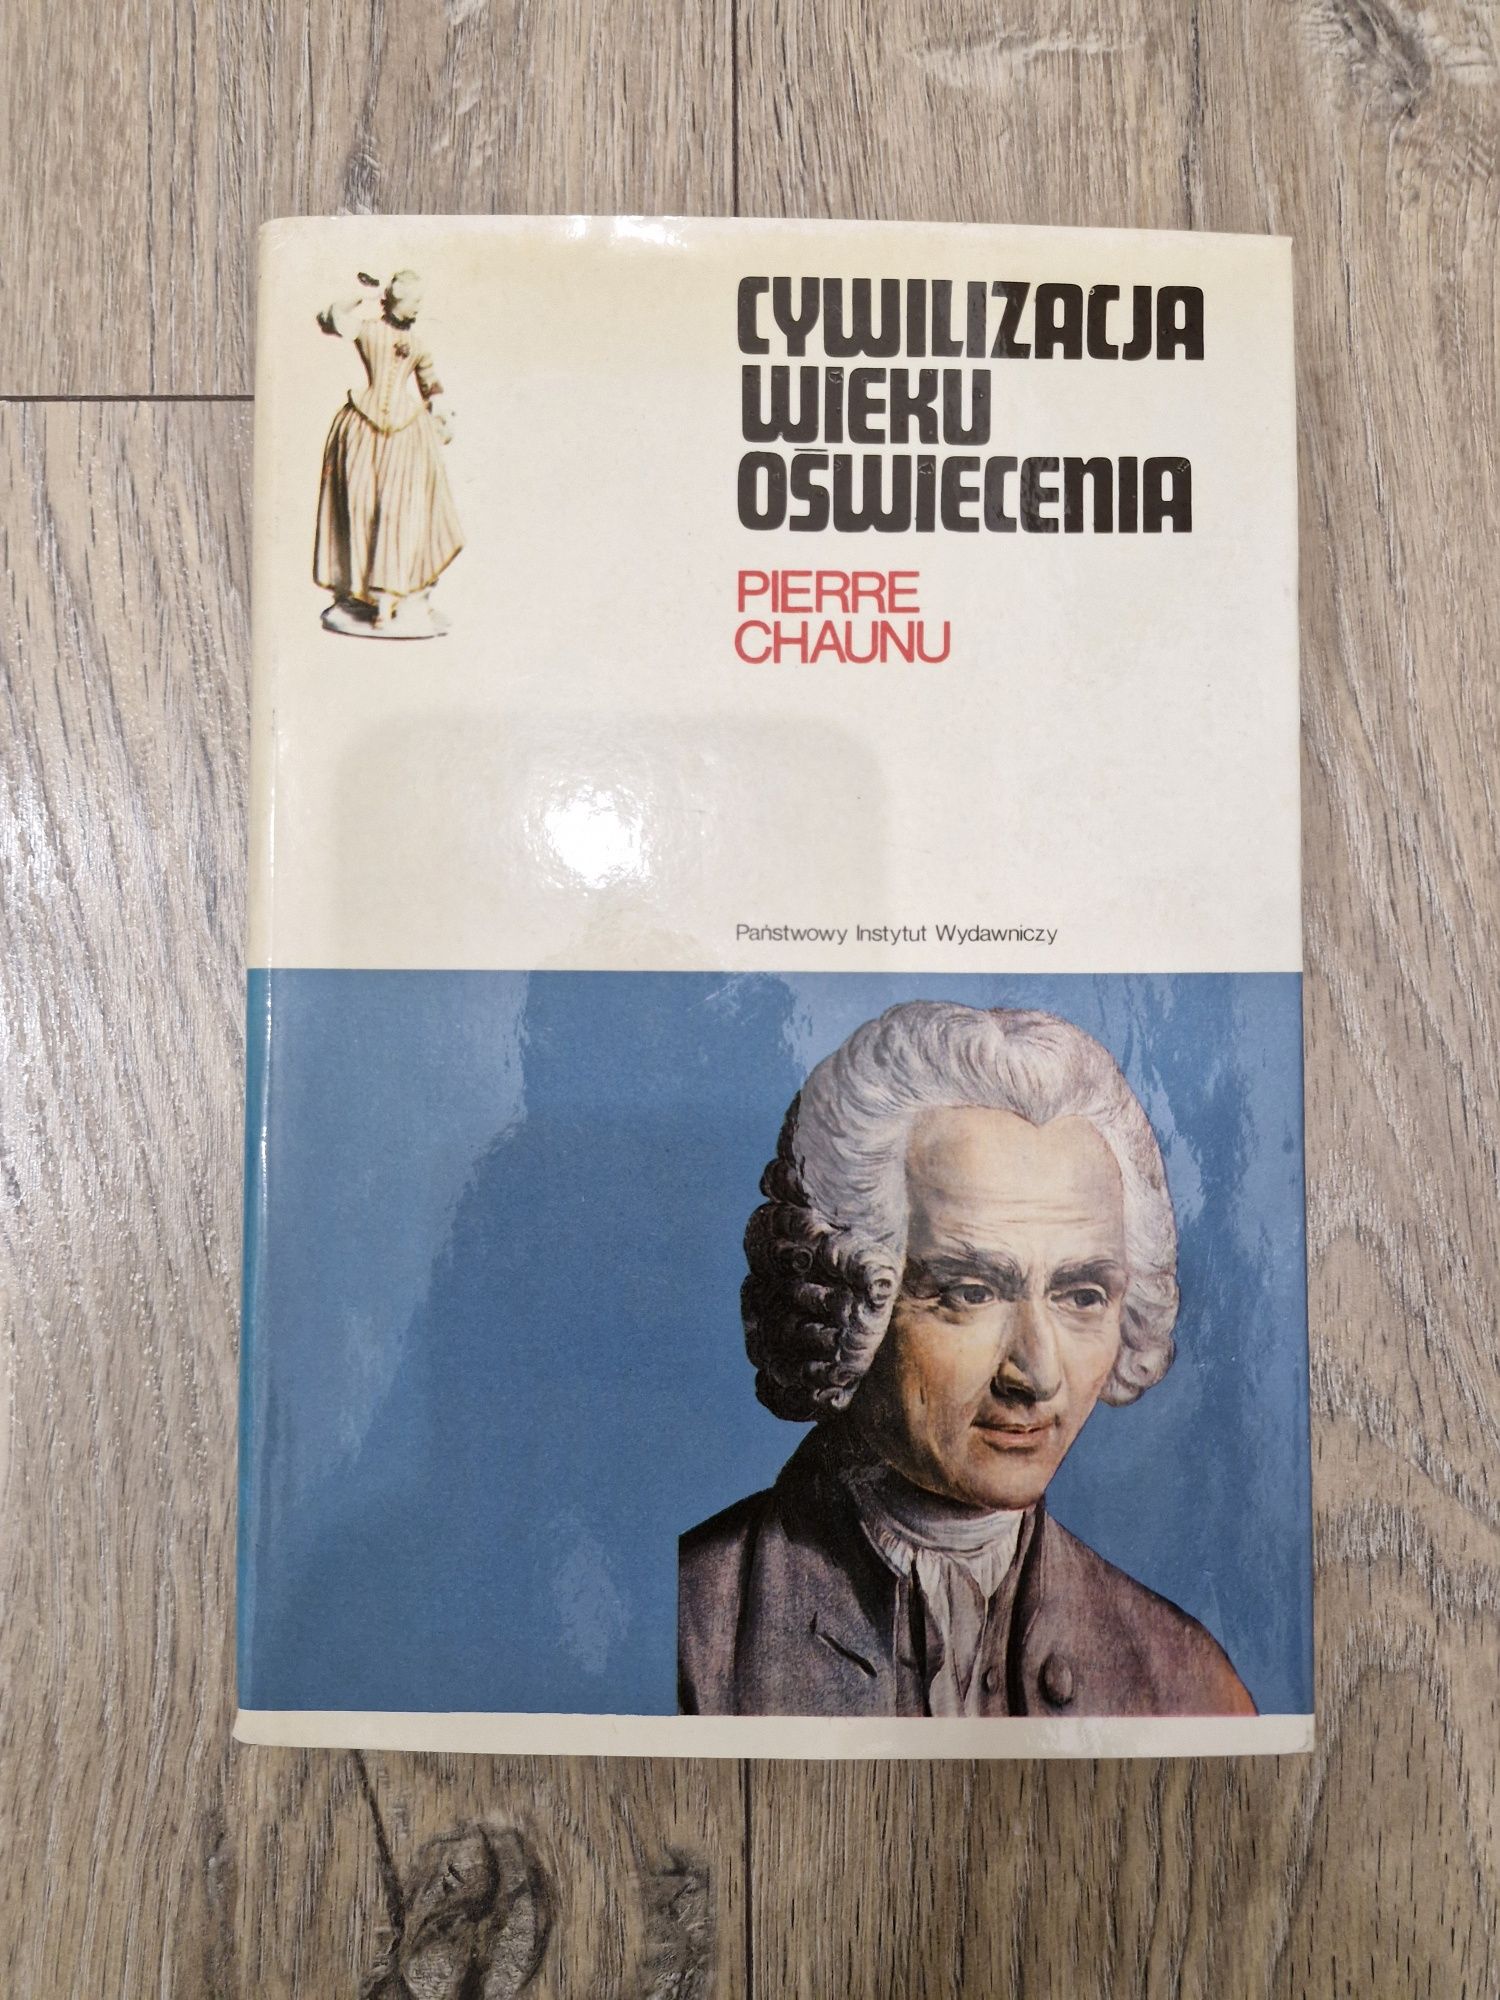 CYWILIZACJA
WIEKU
OŚWIECENIA
PIERRE
CHAUNU
Państwowy Instytut Wydawniczy